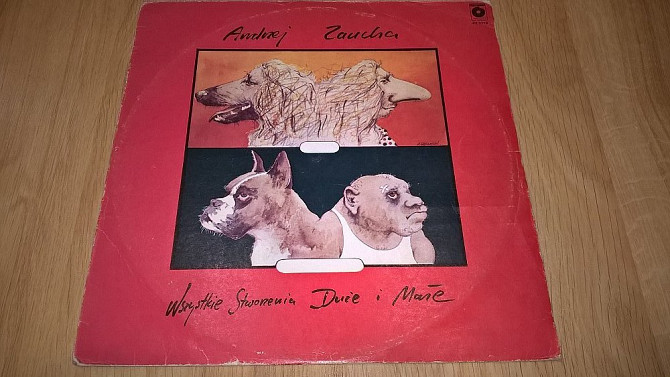 Andrzej Zaucha
Wszystkie Stworzenia Duże i Małe